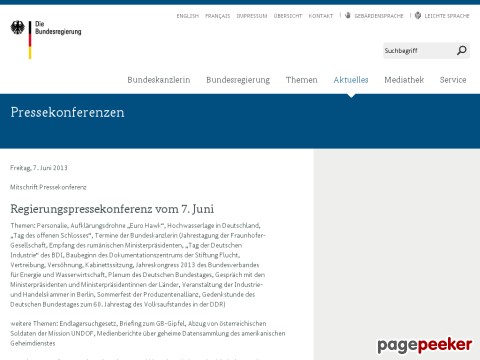 Die
Bundesregierung
ENGLISH FRANÇAIS IMPRESSUM ÜBERSICHT KONTAKT GEBÄRDENSPRACHE LEICHTE SPRACHE
Suchbegriff
Bundeskanzlerin Bundesregierung Themen Aktuelles Mediathek Service
Pressekonferenzen
Freitag, 7. Juni 2013
Mitschrift Pressekonferenz
Regierungspressekonferenz vom 7. Juni
Themen: Personalie, Aufklärungsdrohne „Euro Hawk“, Hochwasserlage in Deutschland,
„Tag des offenen Schlosses“, Termine der Bundeskanzlerin (Jahrestagung der Fraunhofer-
Gesellschaft, Empfang des rumänischen Ministerpräsidenten, „Tag der Deutschen
Industrie“ des BDI, Baubeginn des Dokumentationszentrums der Stiftung Flucht,
Vertreibung, Versöhnung, Kabinettssitzung, Jahreskongress 2013 des Bundesverbandes
für Energie und Wasserwirtschaft, Plenum des Deutschen Bundestages, Gespräch mit den
Ministerpräsidenten und Ministerpräsidentinnen der Länder, Veranstaltung der Industrie-
und Handelskammer in Berlin, Sommerfest der Produzentenallianz, Gedenkstunde des
Deutschen Bundestages zum 60. Jahrestag des Volksaufstands in der DDR)
weitere Themen: Endlagersuchgesetz, Briefing zum G8-Gipfel, Abzug von österreichischen
Soldaten der Mission UNDOF, Medienberichte über geheime Datensammlung des amerikanischen
Geheimdienstes
pagepeeker